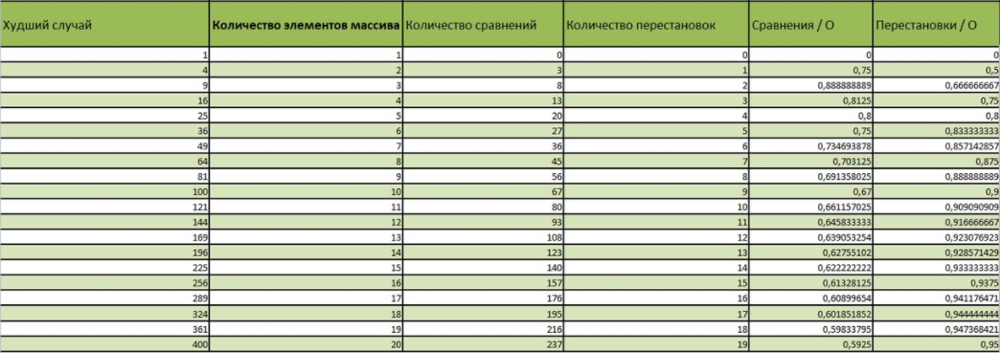 Худший случай Количество элементов массива Количество сравнений Количество перестановок Сравнения / О Перестановки / О
1 1 0 0 0 0
4 2 3 1 0,75 0,5
9 3 8 2 0,888888889 0,666666667
16 4 13 3 0,8125 0,75
25 5 20 4 0,8 0,8
36 6 27 5 0,75 0,833333333
49 7 36 6 0,734693878 0,857142857
64 8 45 7 0,703125 0,875
81 9 56 8 0,691358025 0,888888889
100 10 67 9 0,67 0,9
121 11 80 10 0,661157025 0,909090909
144 12 93 11 0,645833333 0,916666667
169 13 108 12 0,639053254 0,923076923
196 14 123 13 0,62755102 0,928571429
225 15 140 14 0,622222222 0,933333333
256 16 157 15 0,61328125 0,9375
289 17 176 16 0,60899654 0,941176471
324 18 195 17 0,601851852 0,944444444
361 19 216 18 0,59833795 0,947368421
400 20 237 19 0,5925 0,95